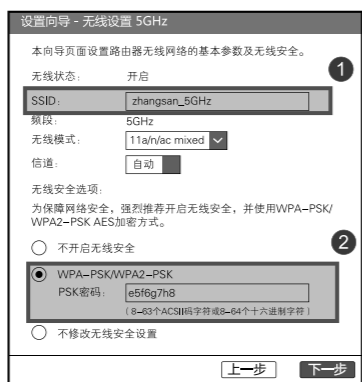 设置向导 - 无线设置 5GHz
本向导页面设置路由器无线网络的基本参数及无线安全。
无线状态: 开启
1
SSID: zhangsan_5GHz
频段: 5GHz
无线模式: 11a/n/ac mixed
信道: 自动
无线安全选项:
为保障网络安全，强烈推荐开启无线安全，并使用WPA-PSK/
WPA2-PSK AES加密方式。
不开启无线安全
2
WPA-PSK/WPA2-PSK
PSK密码: e5f6g7h8
(8-63个ACSII码字符或8-64个十六进制字符)
不修改无线安全设置
上一步 下一步